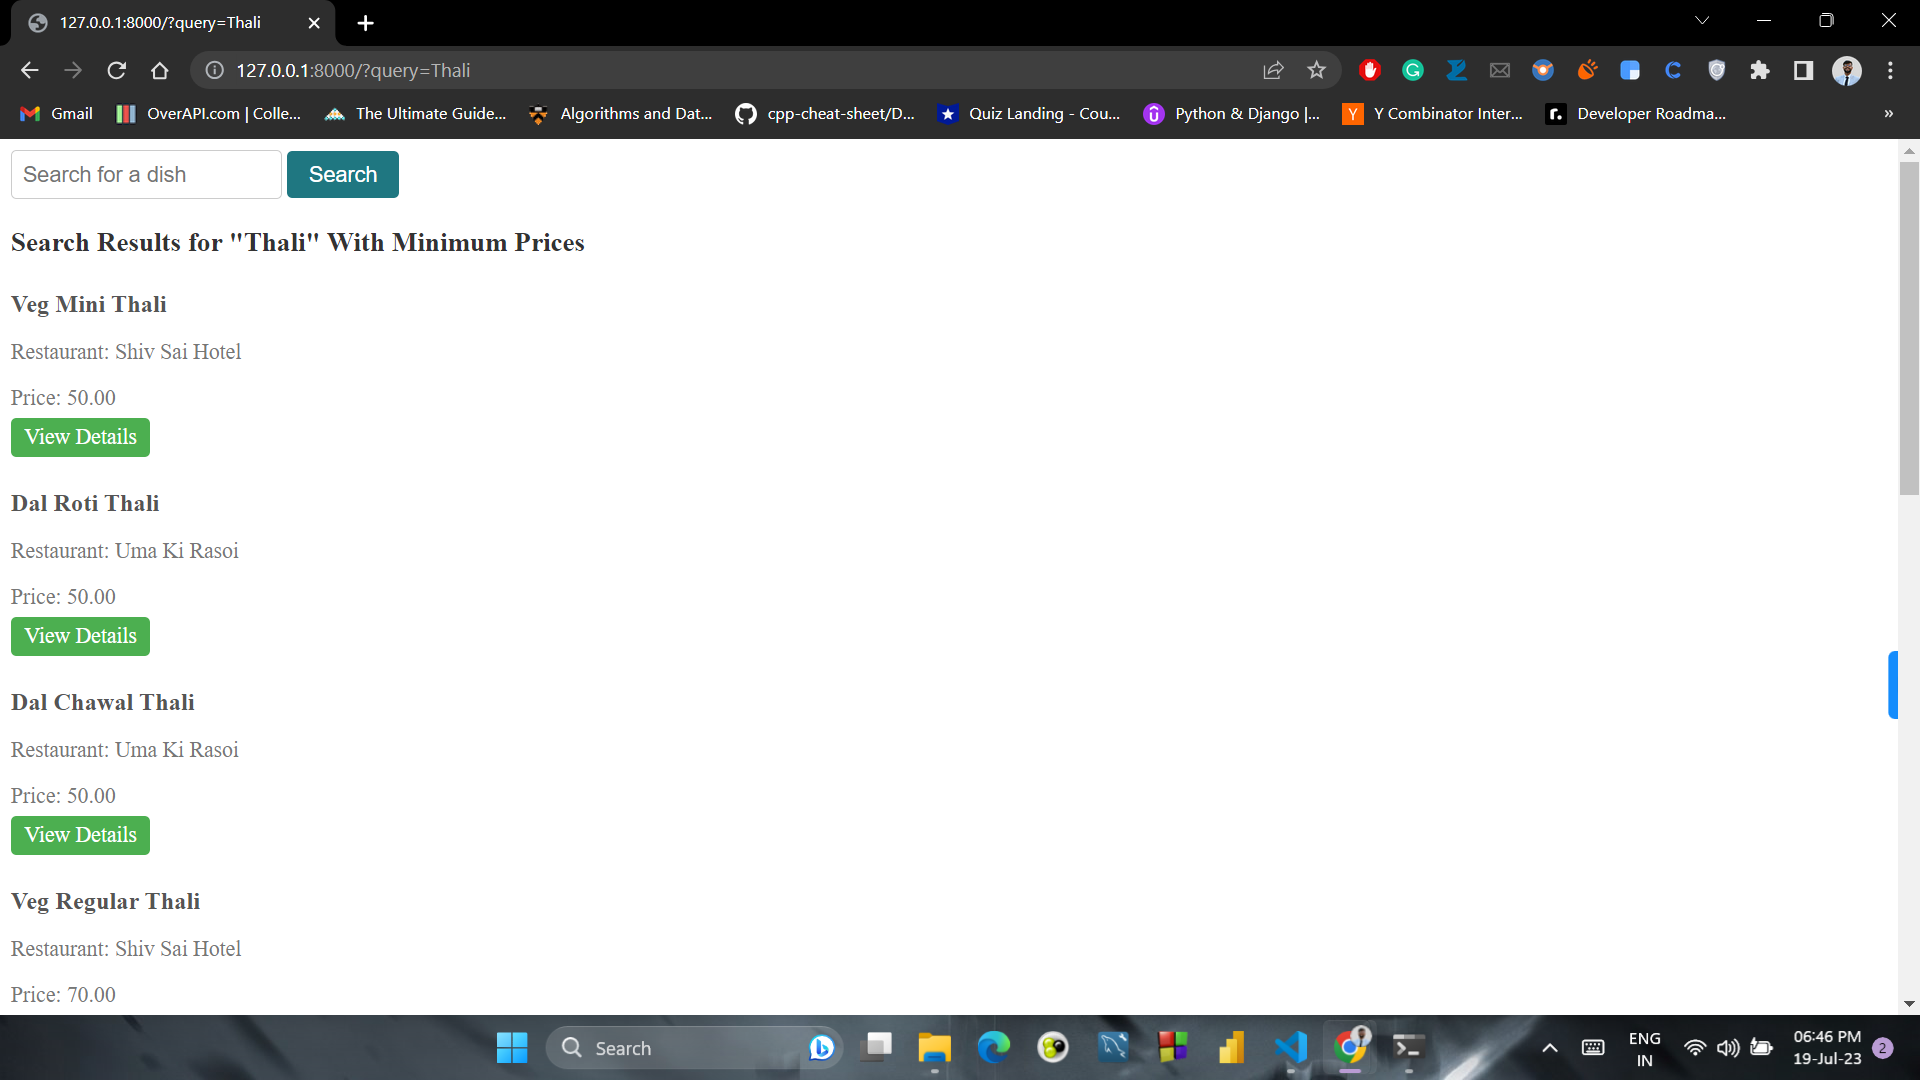 127.0.0.1:8000/?query=Thali
127.0.0.1:8000/?query=Thali
Gmail
OverAPI.com | Colle...
The Ultimate Guide...
Algorithms and Dat...
cpp-cheat-sheet/D...
Quiz Landing - Cou...
Python & Django |...
Y Combinator Inter...
Developer Roadma...
Search for a dish
Search
Search Results for "Thali" With Minimum Prices
Veg Mini Thali
Restaurant: Shiv Sai Hotel
Price: 50.00
View Details
Dal Roti Thali
Restaurant: Uma Ki Rasoi
Price: 50.00
View Details
Dal Chawal Thali
Restaurant: Uma Ki Rasoi
Price: 50.00
View Details
Veg Regular Thali
Restaurant: Shiv Sai Hotel
Price: 70.00
Search
ENG
IN
06:46 PM
19-Jul-23
2